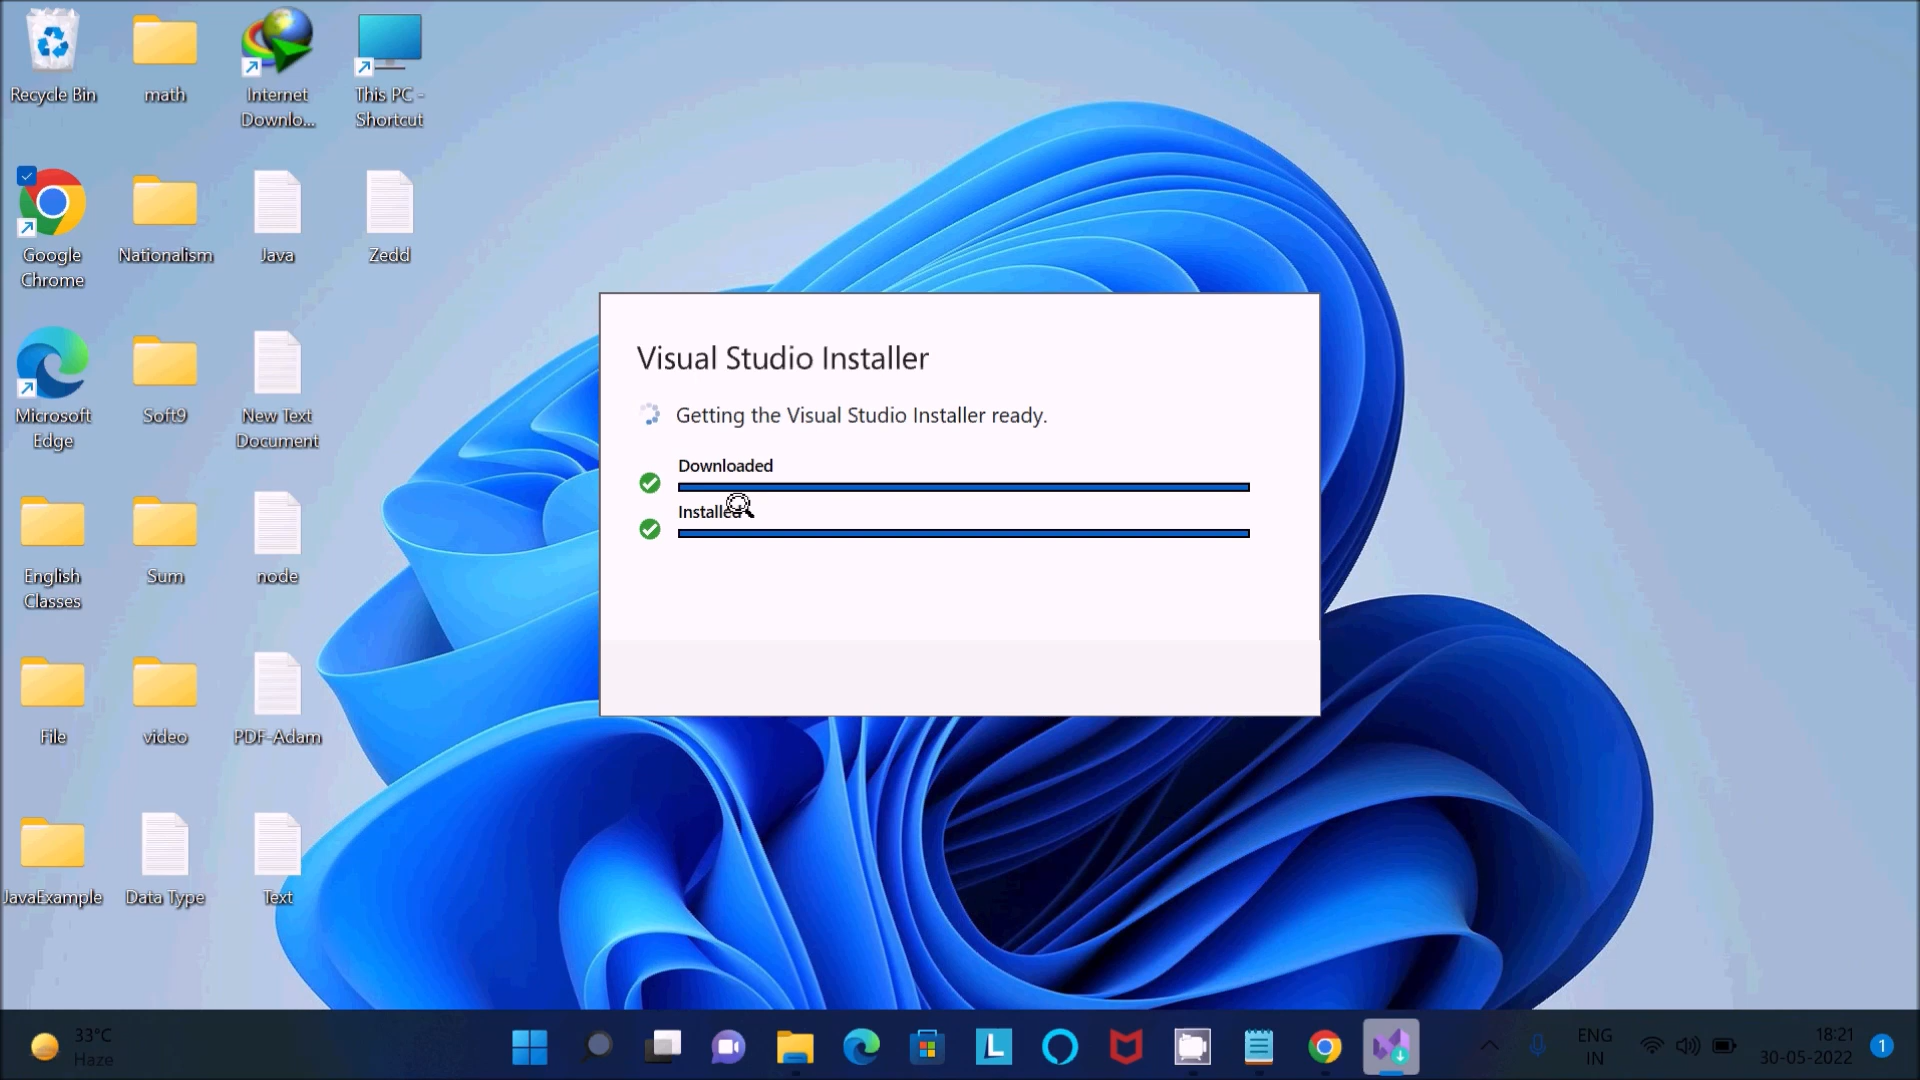 Recycle Bin
math
Internet
Downlo...
This PC -
Shortcut
Google
Chrome
Nationalism
Java
Zedd
Microsoft
Edge
Soft9
New Text
Document
English
Classes
Sum
node
File
video
PDF-Adam
JavaExample
Data Type
Text
Visual Studio Installer
Getting the Visual Studio Installer ready.
Downloaded
Installed
33°C
Haze
L
ENG
IN
18:21
30-05-2022
1